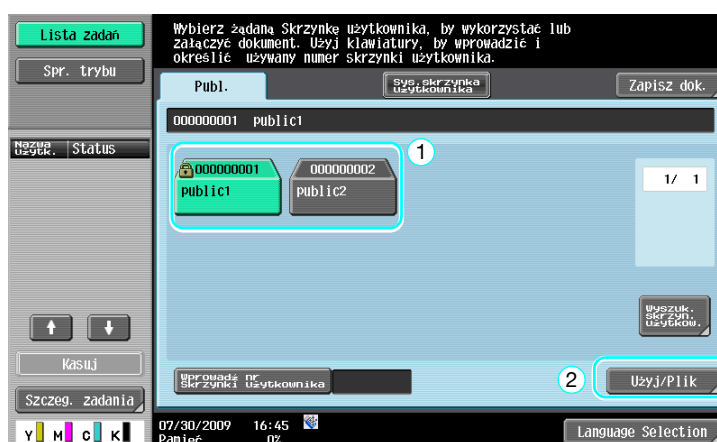 Lista zadań
Spr. trybu
Nazwa użytk.
Status
Kasuj
Szczeg. zadania
Y M C K
Wybierz żądaną Skrzynkę użytkownika, by wykorzystać lub
załączyć dokument. Użyj klawiatury, by wprowadzić i
określić używany numer skrzynki użytkownika.
Publ.
Sys.skrzynka
użytkownika
Zapisz dok.
000000001 public1
1
000000001
public1
000000002
public2
1/ 1
Wyszuk.
skrzyn.
użytkow.
Wprowadź nr
Skrzynki Użytkownika
2
Użyj/Plik
07/30/2009 16:45
Pamięć 0%
Language Selection